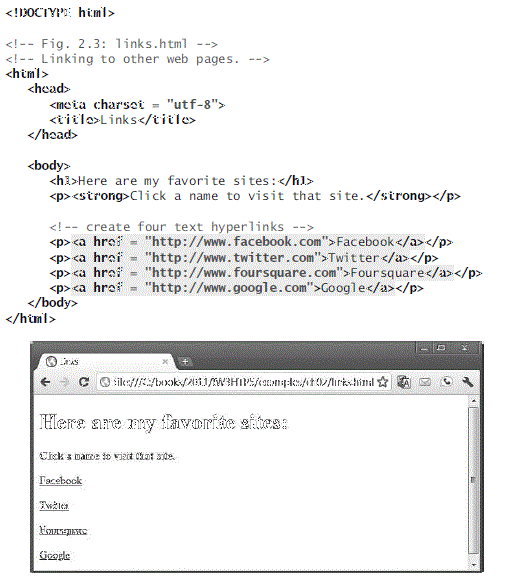 <!DOCTYPE html>
<!-- Fig. 2.3: links.html -->
<!-- Linking to other web pages. -->
<html>
<head>
<meta charset = "utf-8">
<title>Links</title>
</head>
<body>
<h1>Here are my favorite sites:</h1>
<p><strong>Click a name to visit that site.</strong></p>
<!-- create four text hyperlinks -->
<p><a href = "http://www.facebook.com">Facebook</a></p>
<p><a href = "http://www.twitter.com">Twitter</a></p>
<p><a href = "http://www.foursquare.com">Foursquare</a></p>
<p><a href = "http://www.google.com">Google</a></p>
</body>
</html>
Links
file:///C:/books/2011/IW3HTP5/examples/ch02/links.html
Here are my favorite sites:
Click a name to visit that site.
Facebook
Twitter
Foursquare
Google